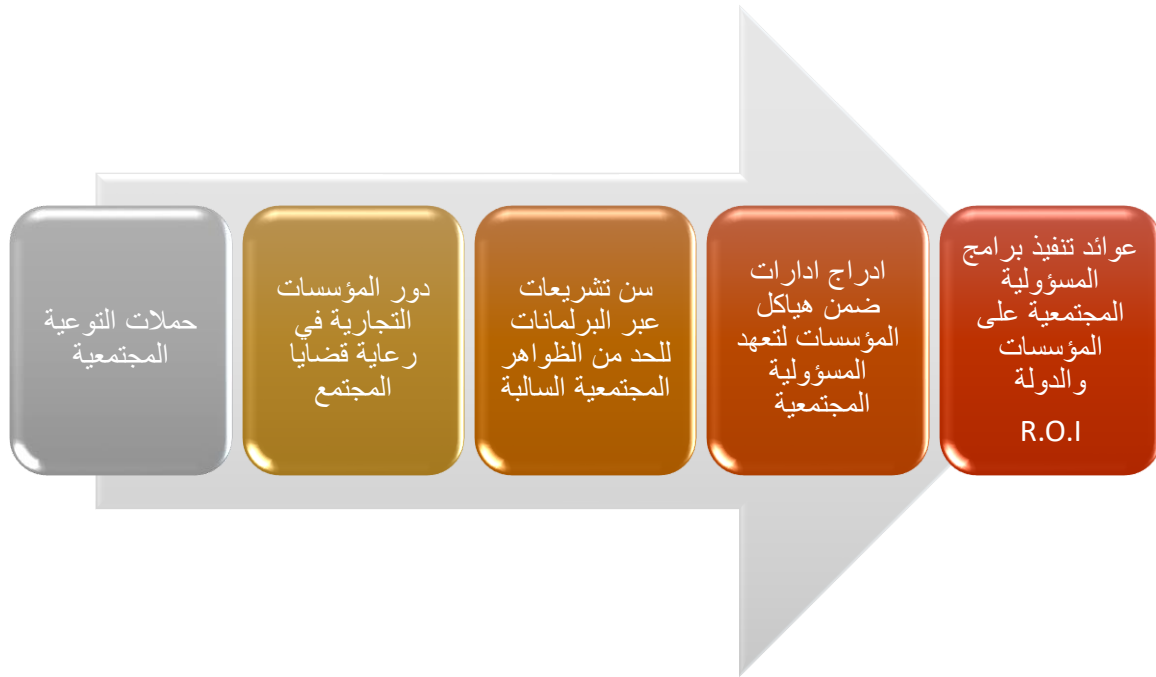 حملات التوعية
المجتمعية
دور المؤسسات
التجارية في
رعاية قضايا
المجتمع
سن تشريعات
عبر البرلمانات
للحد من الظواهر
المجتمعية السالبة
ادراج ادارات
ضمن هياكل
المؤسسات لتعهد
المسؤولية
المجتمعية
عوائد تنفيذ برامج
المسؤولية
المجتمعية على
المؤسسات
والدولة
R.O.I